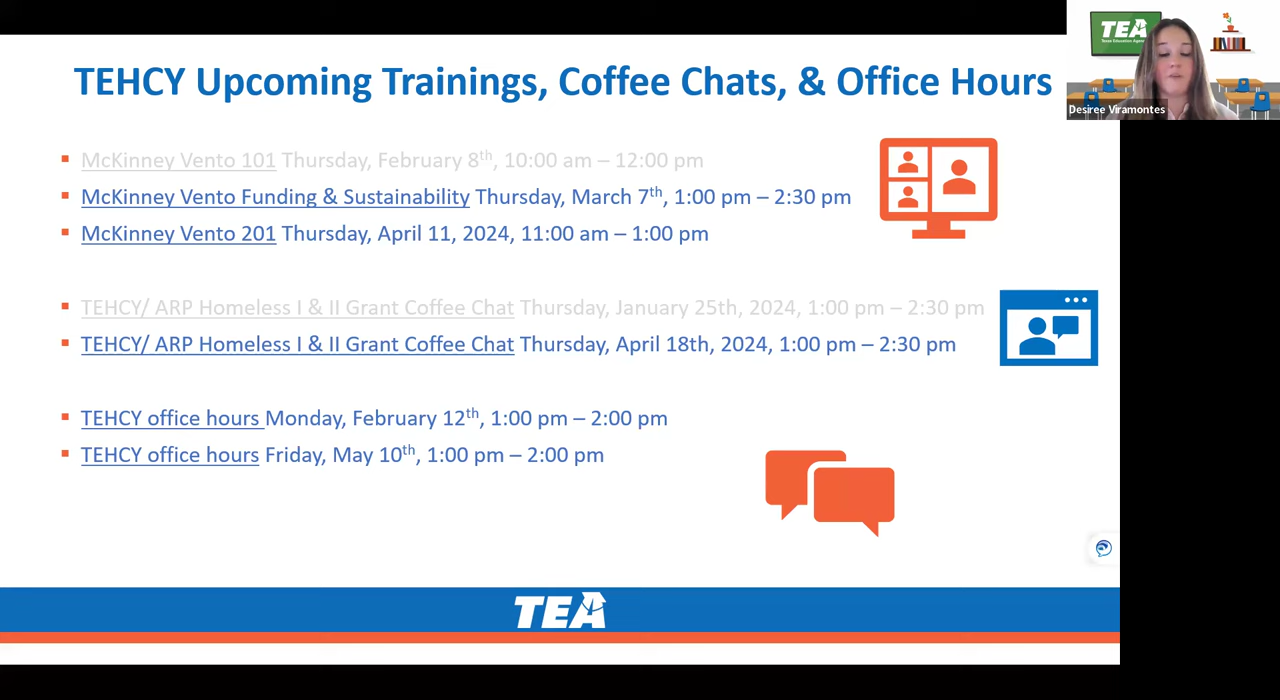 TEHCY Upcoming Trainings, Coffee Chats, & Office Hours
TEA
Texas Education Agency
Desiree Viramontes
McKinney Vento 101 Thursday, February 8th, 10:00 am – 12:00 pm
McKinney Vento Funding & Sustainability Thursday, March 7th, 1:00 pm – 2:30 pm
McKinney Vento 201 Thursday, April 11, 2024, 11:00 am – 1:00 pm
TEHCY/ ARP Homeless I & II Grant Coffee Chat Thursday, January 25th, 2024, 1:00 pm – 2:30 pm
TEHCY/ ARP Homeless I & II Grant Coffee Chat Thursday, April 18th, 2024, 1:00 pm – 2:30 pm
TEHCY office hours Monday, February 12th, 1:00 pm – 2:00 pm
TEHCY office hours Friday, May 10th, 1:00 pm – 2:00 pm
TEA